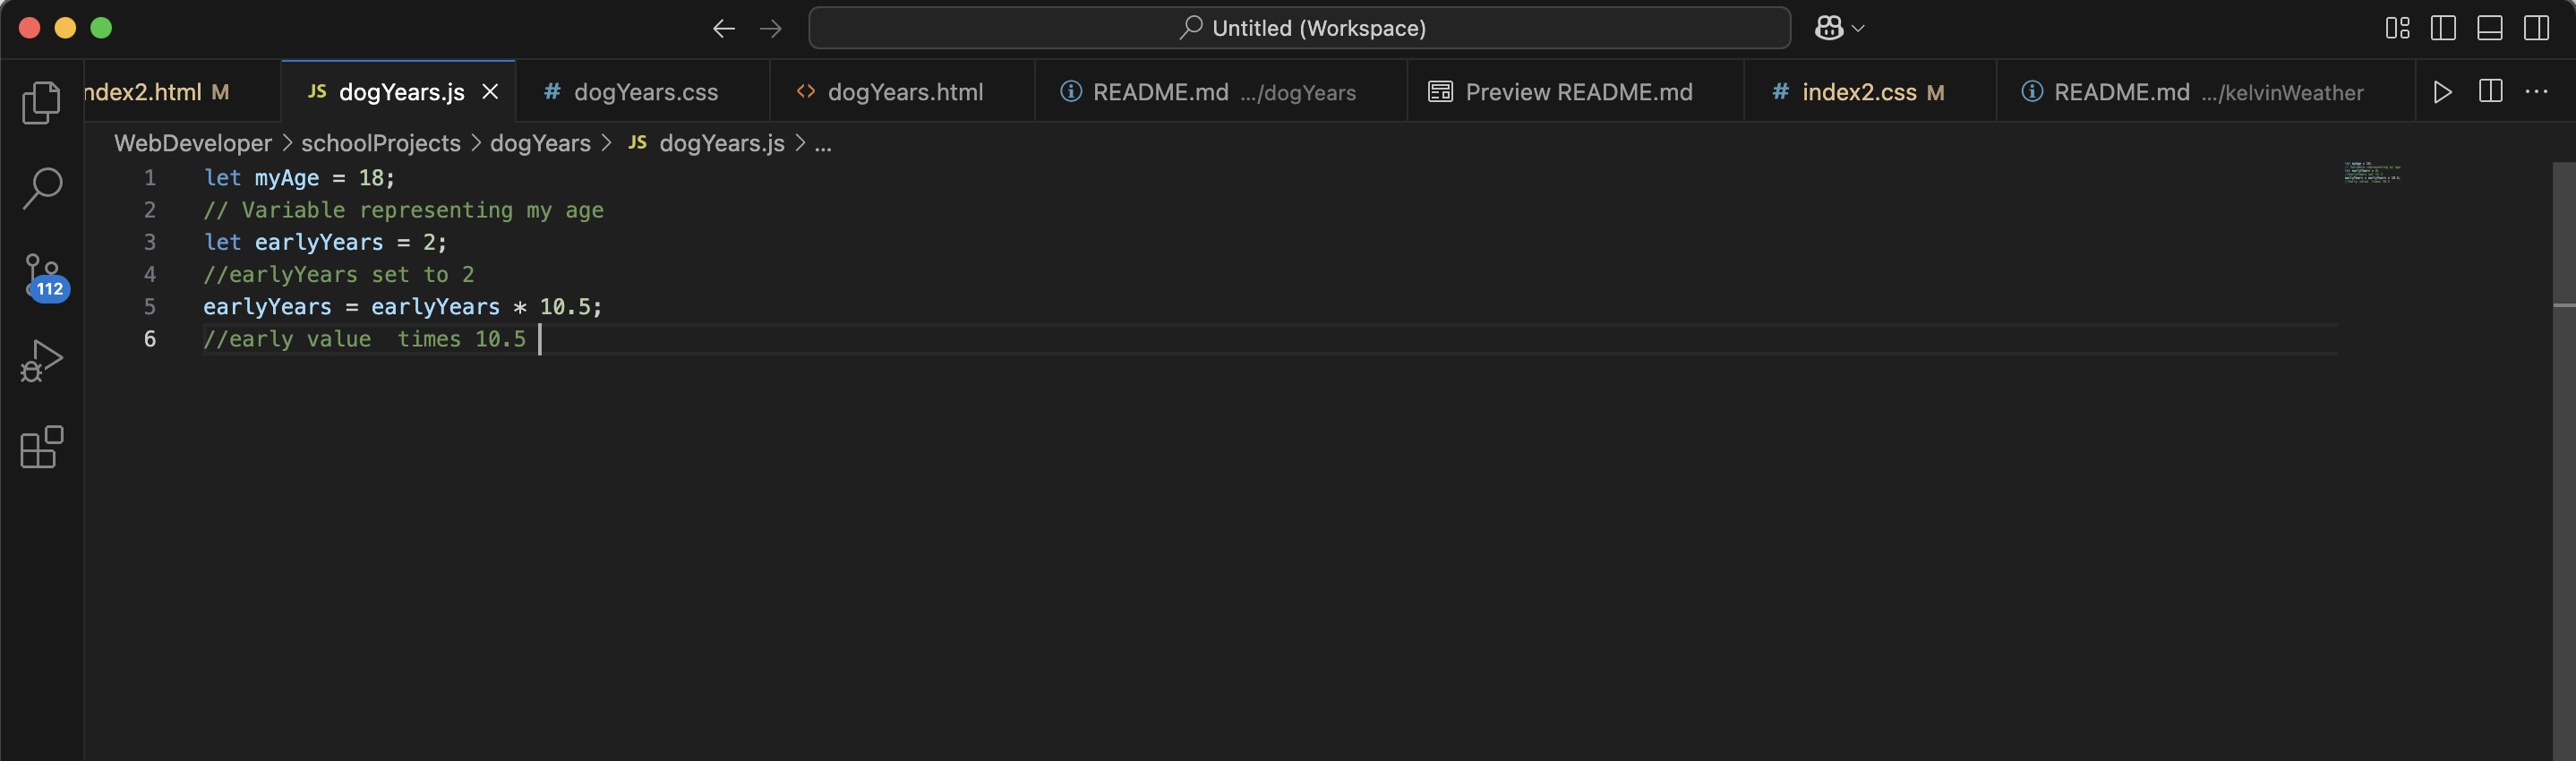 Untitled (Workspace)
ndex2.html M
JS dogYears.js
# dogYears.css
<> dogYears.html
README.md .../dogYears
Preview README.md
# index2.css M
README.md .../kelvinWeather
WebDeveloper > schoolProjects > dogYears > JS dogYears.js > ...
1 let myAge = 18;
2 // Variable representing my age
3 let earlyYears = 2;
4 //earlyYears set to 2
5 earlyYears = earlyYears * 10.5;
6 //early value  times 10.5
112